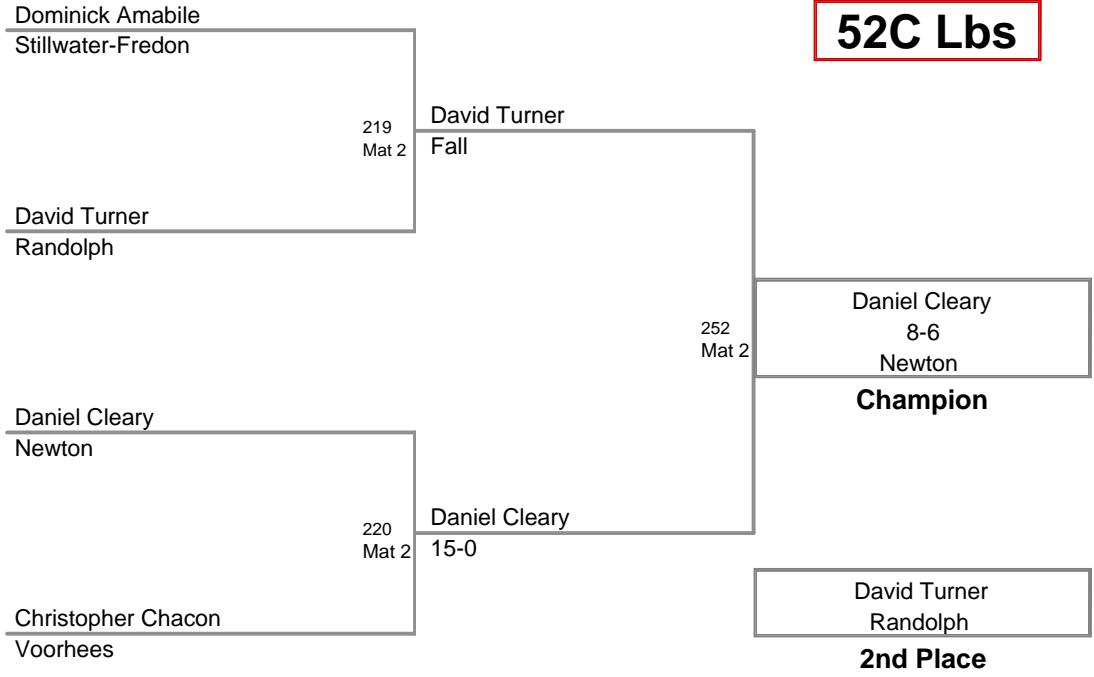 Dominick Amabile
Stillwater-Fredon
52C Lbs
219
Mat 2
David Turner
Fall
David Turner
Randolph
252
Mat 2
Daniel Cleary
8-6
Newton
Champion
Daniel Cleary
Newton
220
Mat 2
Daniel Cleary
15-0
Christopher Chacon
Voorhees
David Turner
Randolph
2nd Place